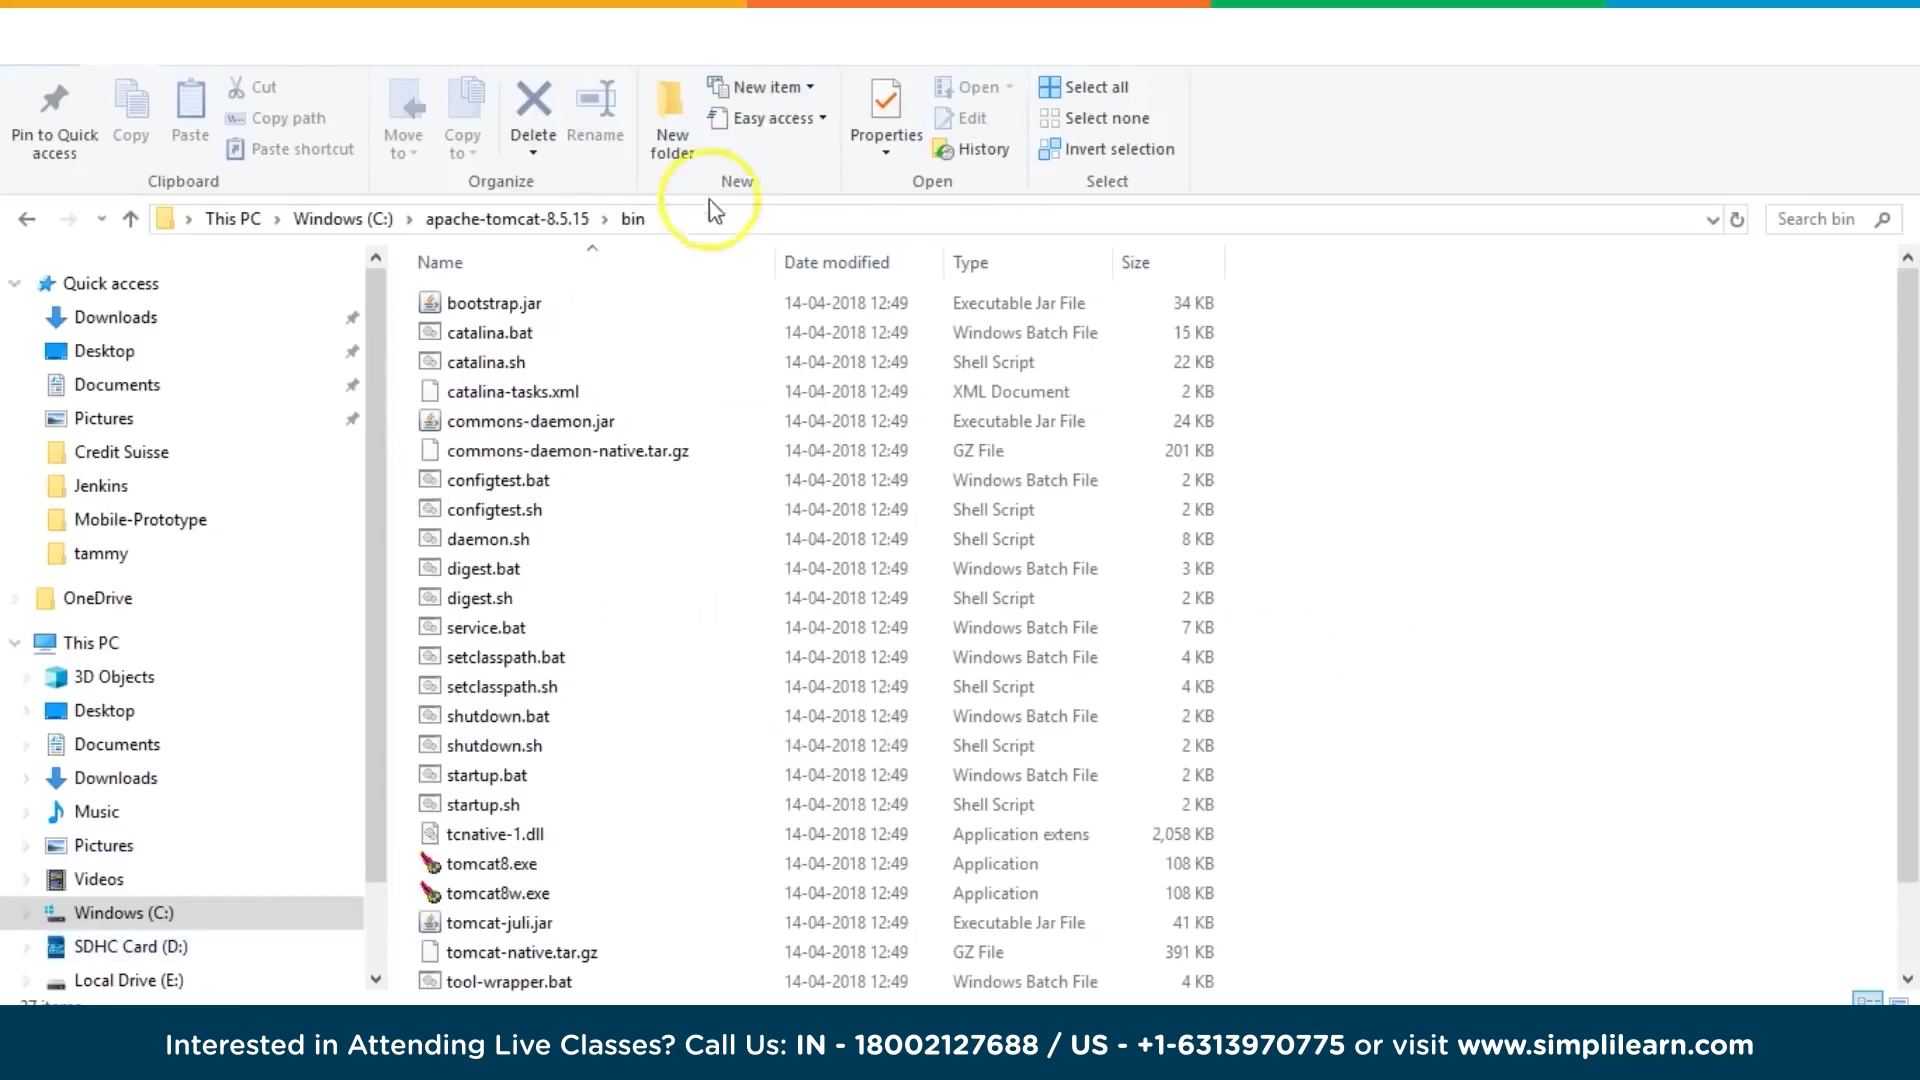 Pin to Quick access
Copy
Paste
Cut
Copy path
Paste shortcut
Clipboard
Move to
Copy to
Delete
Rename
Organize
New folder
New item
Easy access
New
Properties
Open
Edit
History
Open
Select all
Select none
Invert selection
Select
This PC > Windows (C:) > apache-tomcat-8.5.15 > bin
Search bin
Quick access
Downloads
Desktop
Documents
Pictures
Credit Suisse
Jenkins
Mobile-Prototype
tammy
OneDrive
This PC
3D Objects
Desktop
Documents
Downloads
Music
Pictures
Videos
Windows (C:)
SDHC Card (D:)
Local Drive (E:)
Name Date modified Type Size
bootstrap.jar 14-04-2018 12:49 Executable Jar File 34 KB
catalina.bat 14-04-2018 12:49 Windows Batch File 15 KB
catalina.sh 14-04-2018 12:49 Shell Script 22 KB
catalina-tasks.xml 14-04-2018 12:49 XML Document 2 KB
commons-daemon.jar 14-04-2018 12:49 Executable Jar File 24 KB
commons-daemon-native.tar.gz 14-04-2018 12:49 GZ File 201 KB
configtest.bat 14-04-2018 12:49 Windows Batch File 2 KB
configtest.sh 14-04-2018 12:49 Shell Script 2 KB
daemon.sh 14-04-2018 12:49 Shell Script 8 KB
digest.bat 14-04-2018 12:49 Windows Batch File 3 KB
digest.sh 14-04-2018 12:49 Shell Script 2 KB
service.bat 14-04-2018 12:49 Windows Batch File 7 KB
setclasspath.bat 14-04-2018 12:49 Windows Batch File 4 KB
setclasspath.sh 14-04-2018 12:49 Shell Script 4 KB
shutdown.bat 14-04-2018 12:49 Windows Batch File 2 KB
shutdown.sh 14-04-2018 12:49 Shell Script 2 KB
startup.bat 14-04-2018 12:49 Windows Batch File 2 KB
startup.sh 14-04-2018 12:49 Shell Script 2 KB
tcnative-1.dll 14-04-2018 12:49 Application extens 2,058 KB
tomcat8.exe 14-04-2018 12:49 Application 108 KB
tomcat8w.exe 14-04-2018 12:49 Application 108 KB
tomcat-juli.jar 14-04-2018 12:49 Executable Jar File 41 KB
tomcat-native.tar.gz 14-04-2018 12:49 GZ File 391 KB
tool-wrapper.bat 14-04-2018 12:49 Windows Batch File 4 KB
Interested in Attending Live Classes? Call Us: IN - 18002127688 / US - +1-6313970775 or visit www.simplilearn.com